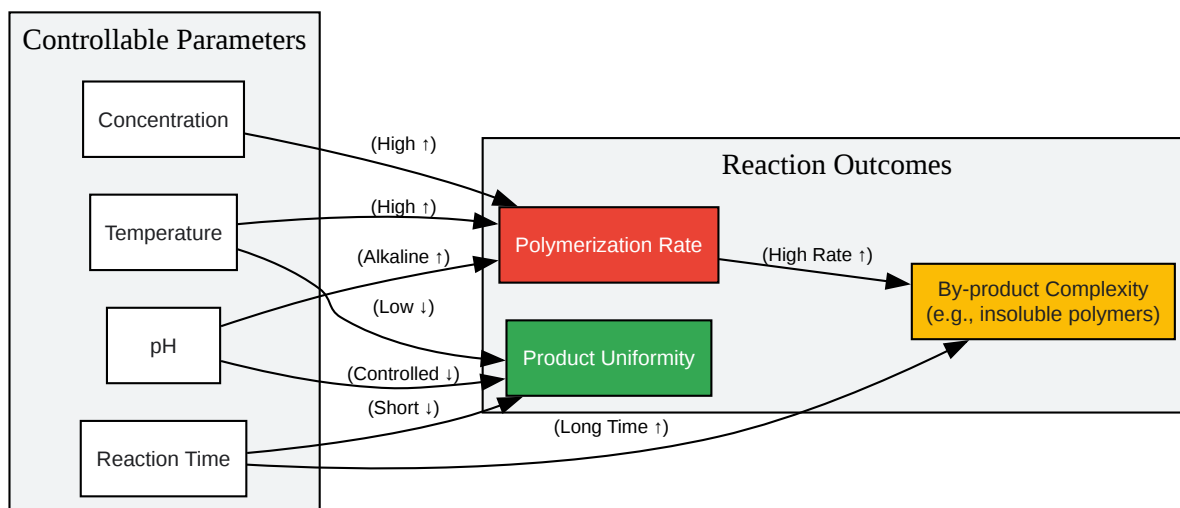 Controllable Parameters
Concentration
Temperature
pH
Reaction Time
(High ↑)
(High ↑)
(Alkaline ↑)
(Low ↓)
(Controlled ↓)
(Short ↓)
(Long Time ↑)
Reaction Outcomes
Polymerization Rate
Product Uniformity
(High Rate ↑)
By-product Complexity
(e.g., insoluble polymers)